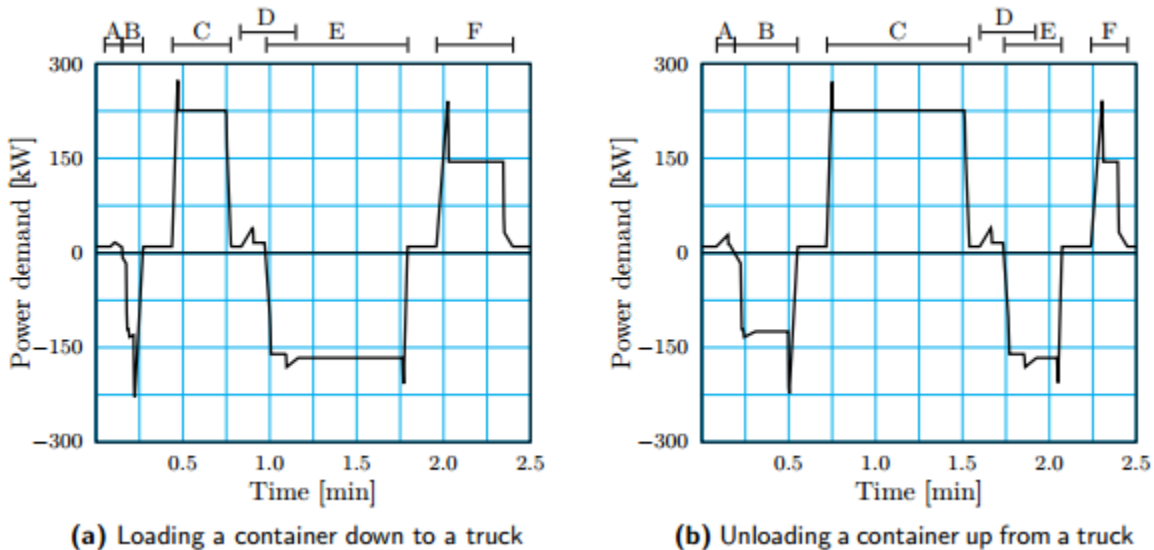 A B C D E F
300
150
0
−150
−300
Power demand [kW]
0.5 1.0 1.5 2.0 2.5
Time [min]
(a) Loading a container down to a truck
A B C D E F
300
150
0
−150
−300
Power demand [kW]
0.5 1.0 1.5 2.0 2.5
Time [min]
(b) Unloading a container up from a truck